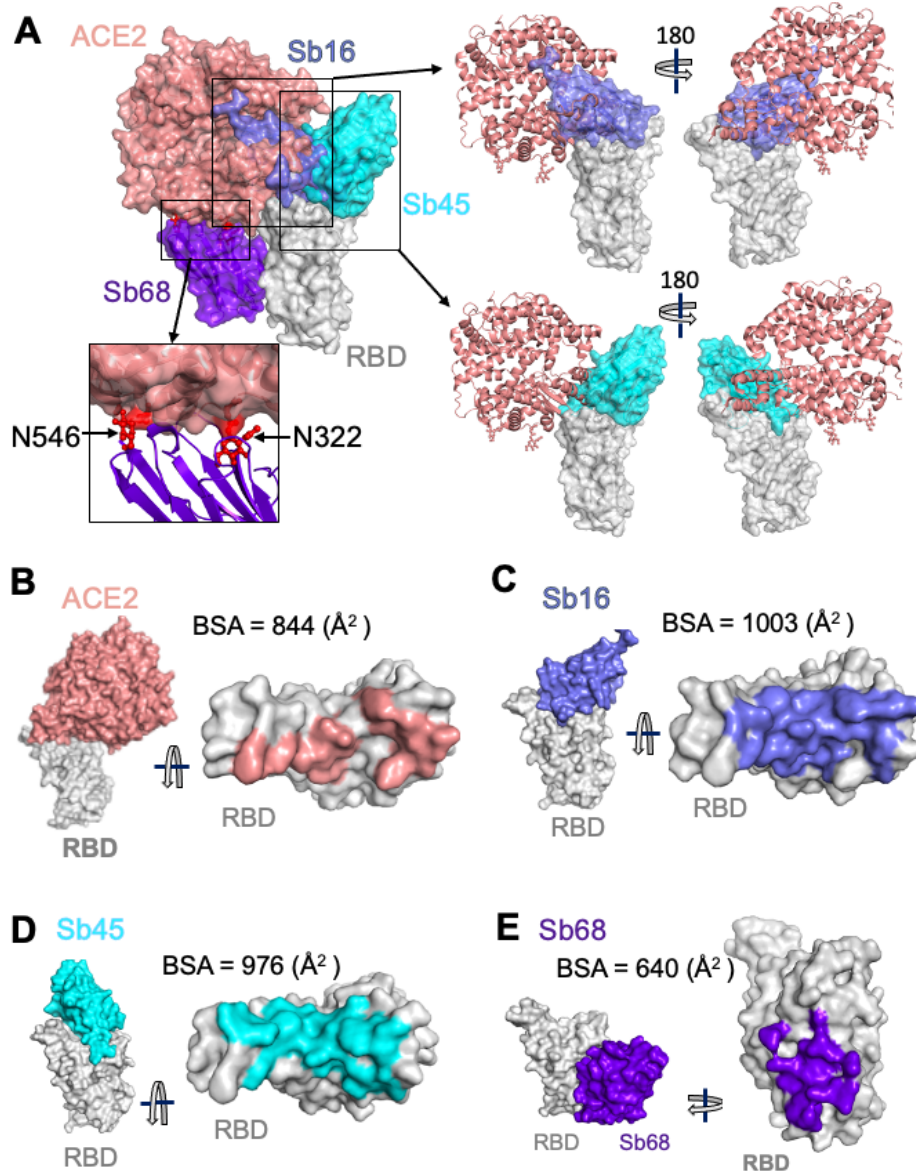 A
ACE2
Sb16
180
Sb45
Sb68
RBD
180
N546
N322
B
ACE2
BSA = 844 (Å² )
RBD
RBD
C
Sb16
BSA = 1003 (Å² )
RBD
RBD
D
Sb45
BSA = 976 (Å² )
RBD
RBD
E
Sb68
BSA = 640 (Å² )
RBD
Sb68
RBD